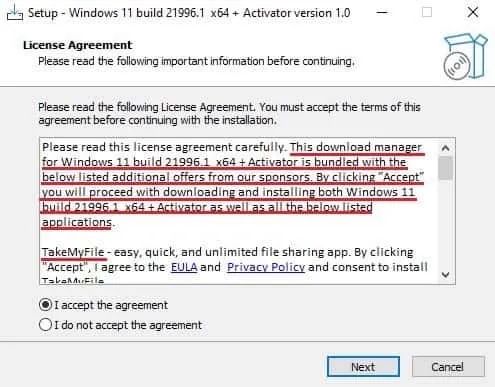 Setup - Windows 11 build 21996.1 x64 + Activator version 1.0
License Agreement
Please read the following important information before continuing.
Please read the following License Agreement. You must accept the terms of this
agreement before continuing with the installation.
Please read this license agreement carefully. This download manager
for Windows 11 build 21996.1 x64 + Activator is bundled with the
below listed additional offers from our sponsors. By clicking "Accept"
you will proceed with downloading and installing both Windows 11
build 21996.1 x64 + Activator as well as all the below listed
applications.
TakeMyFile - easy, quick, and unlimited file sharing app. By clicking
"Accept", I agree to the EULA and Privacy Policy and consent to install
TakeMyFile
I accept the agreement
I do not accept the agreement
Next
Cancel